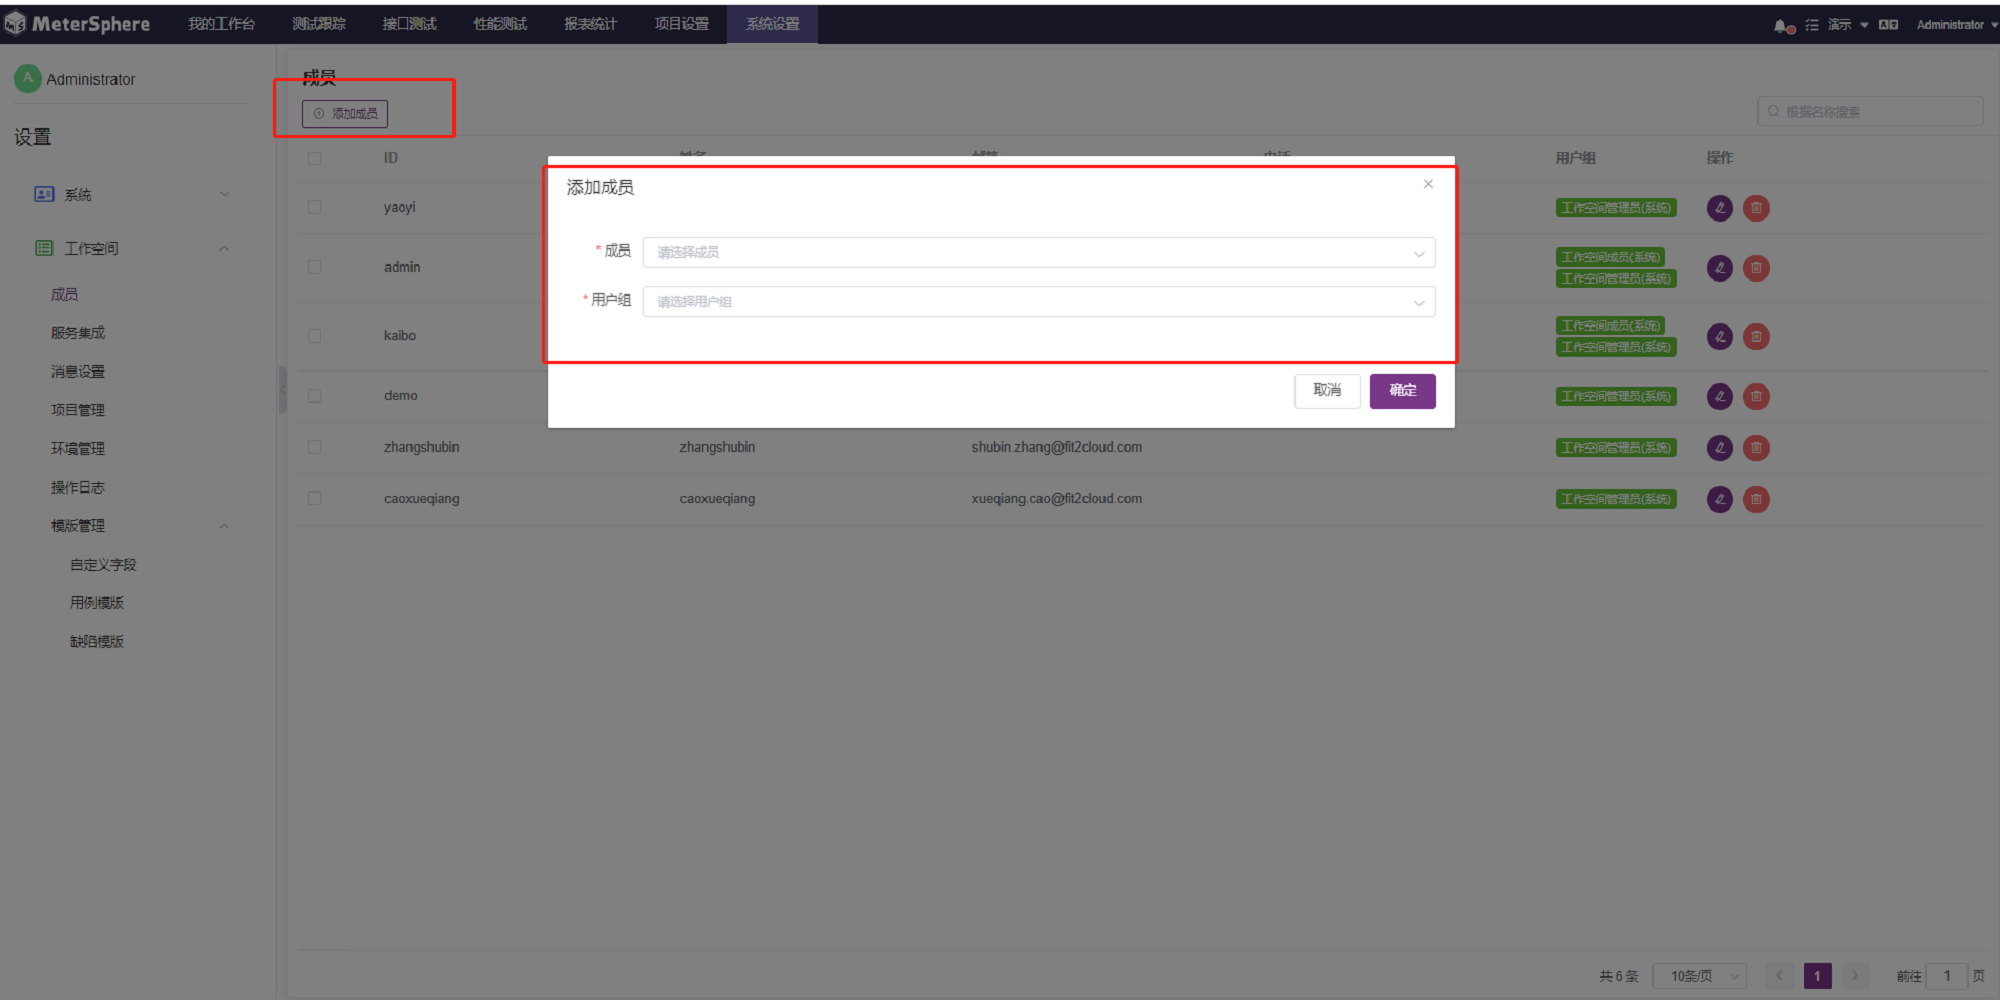 MeterSphere 我的工作台 测试跟踪 接口测试 性能测试 报表统计 项目设置 系统设置 演示 Administrator
A Administrator
设置
系统
工作空间
成员
服务集成
消息设置
项目管理
环境管理
操作日志
模版管理
自定义字段
用例模版
缺陷模版
成员
添加成员
根据名称搜索
ID 姓名 邮箱 电话 用户组 操作
yaoyi 工作空间管理员(系统)
admin 工作空间成员(系统)
工作空间管理员(系统)
kaibo 工作空间成员(系统)
工作空间管理员(系统)
demo 工作空间管理员(系统)
zhangshubin zhangshubin shubin.zhang@fit2cloud.com 工作空间管理员(系统)
caoxueqiang caoxueqiang xueqiang.cao@fit2cloud.com 工作空间管理员(系统)
添加成员
* 成员 请选择成员
* 用户组 请选择用户组
取消 确定
共 6 条 10条/页 1 前往 1 页